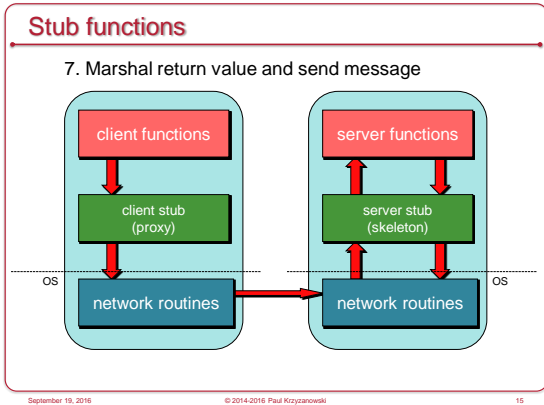 Stub functions
7. Marshal return value and send message
client functions
server functions
client stub
(proxy)
server stub
(skeleton)
OS
OS
network routines
network routines
September 19, 2016
© 2014-2016 Paul Krzyzanowski
15